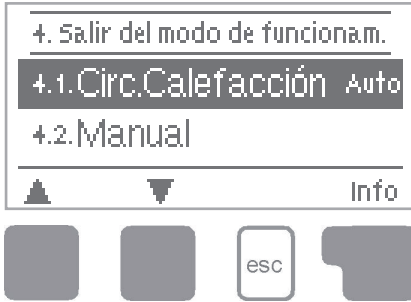 4. Salir del modo de funcionam.
4.1.Circ.Calefacción Auto
4.2.Manual
Info
esc